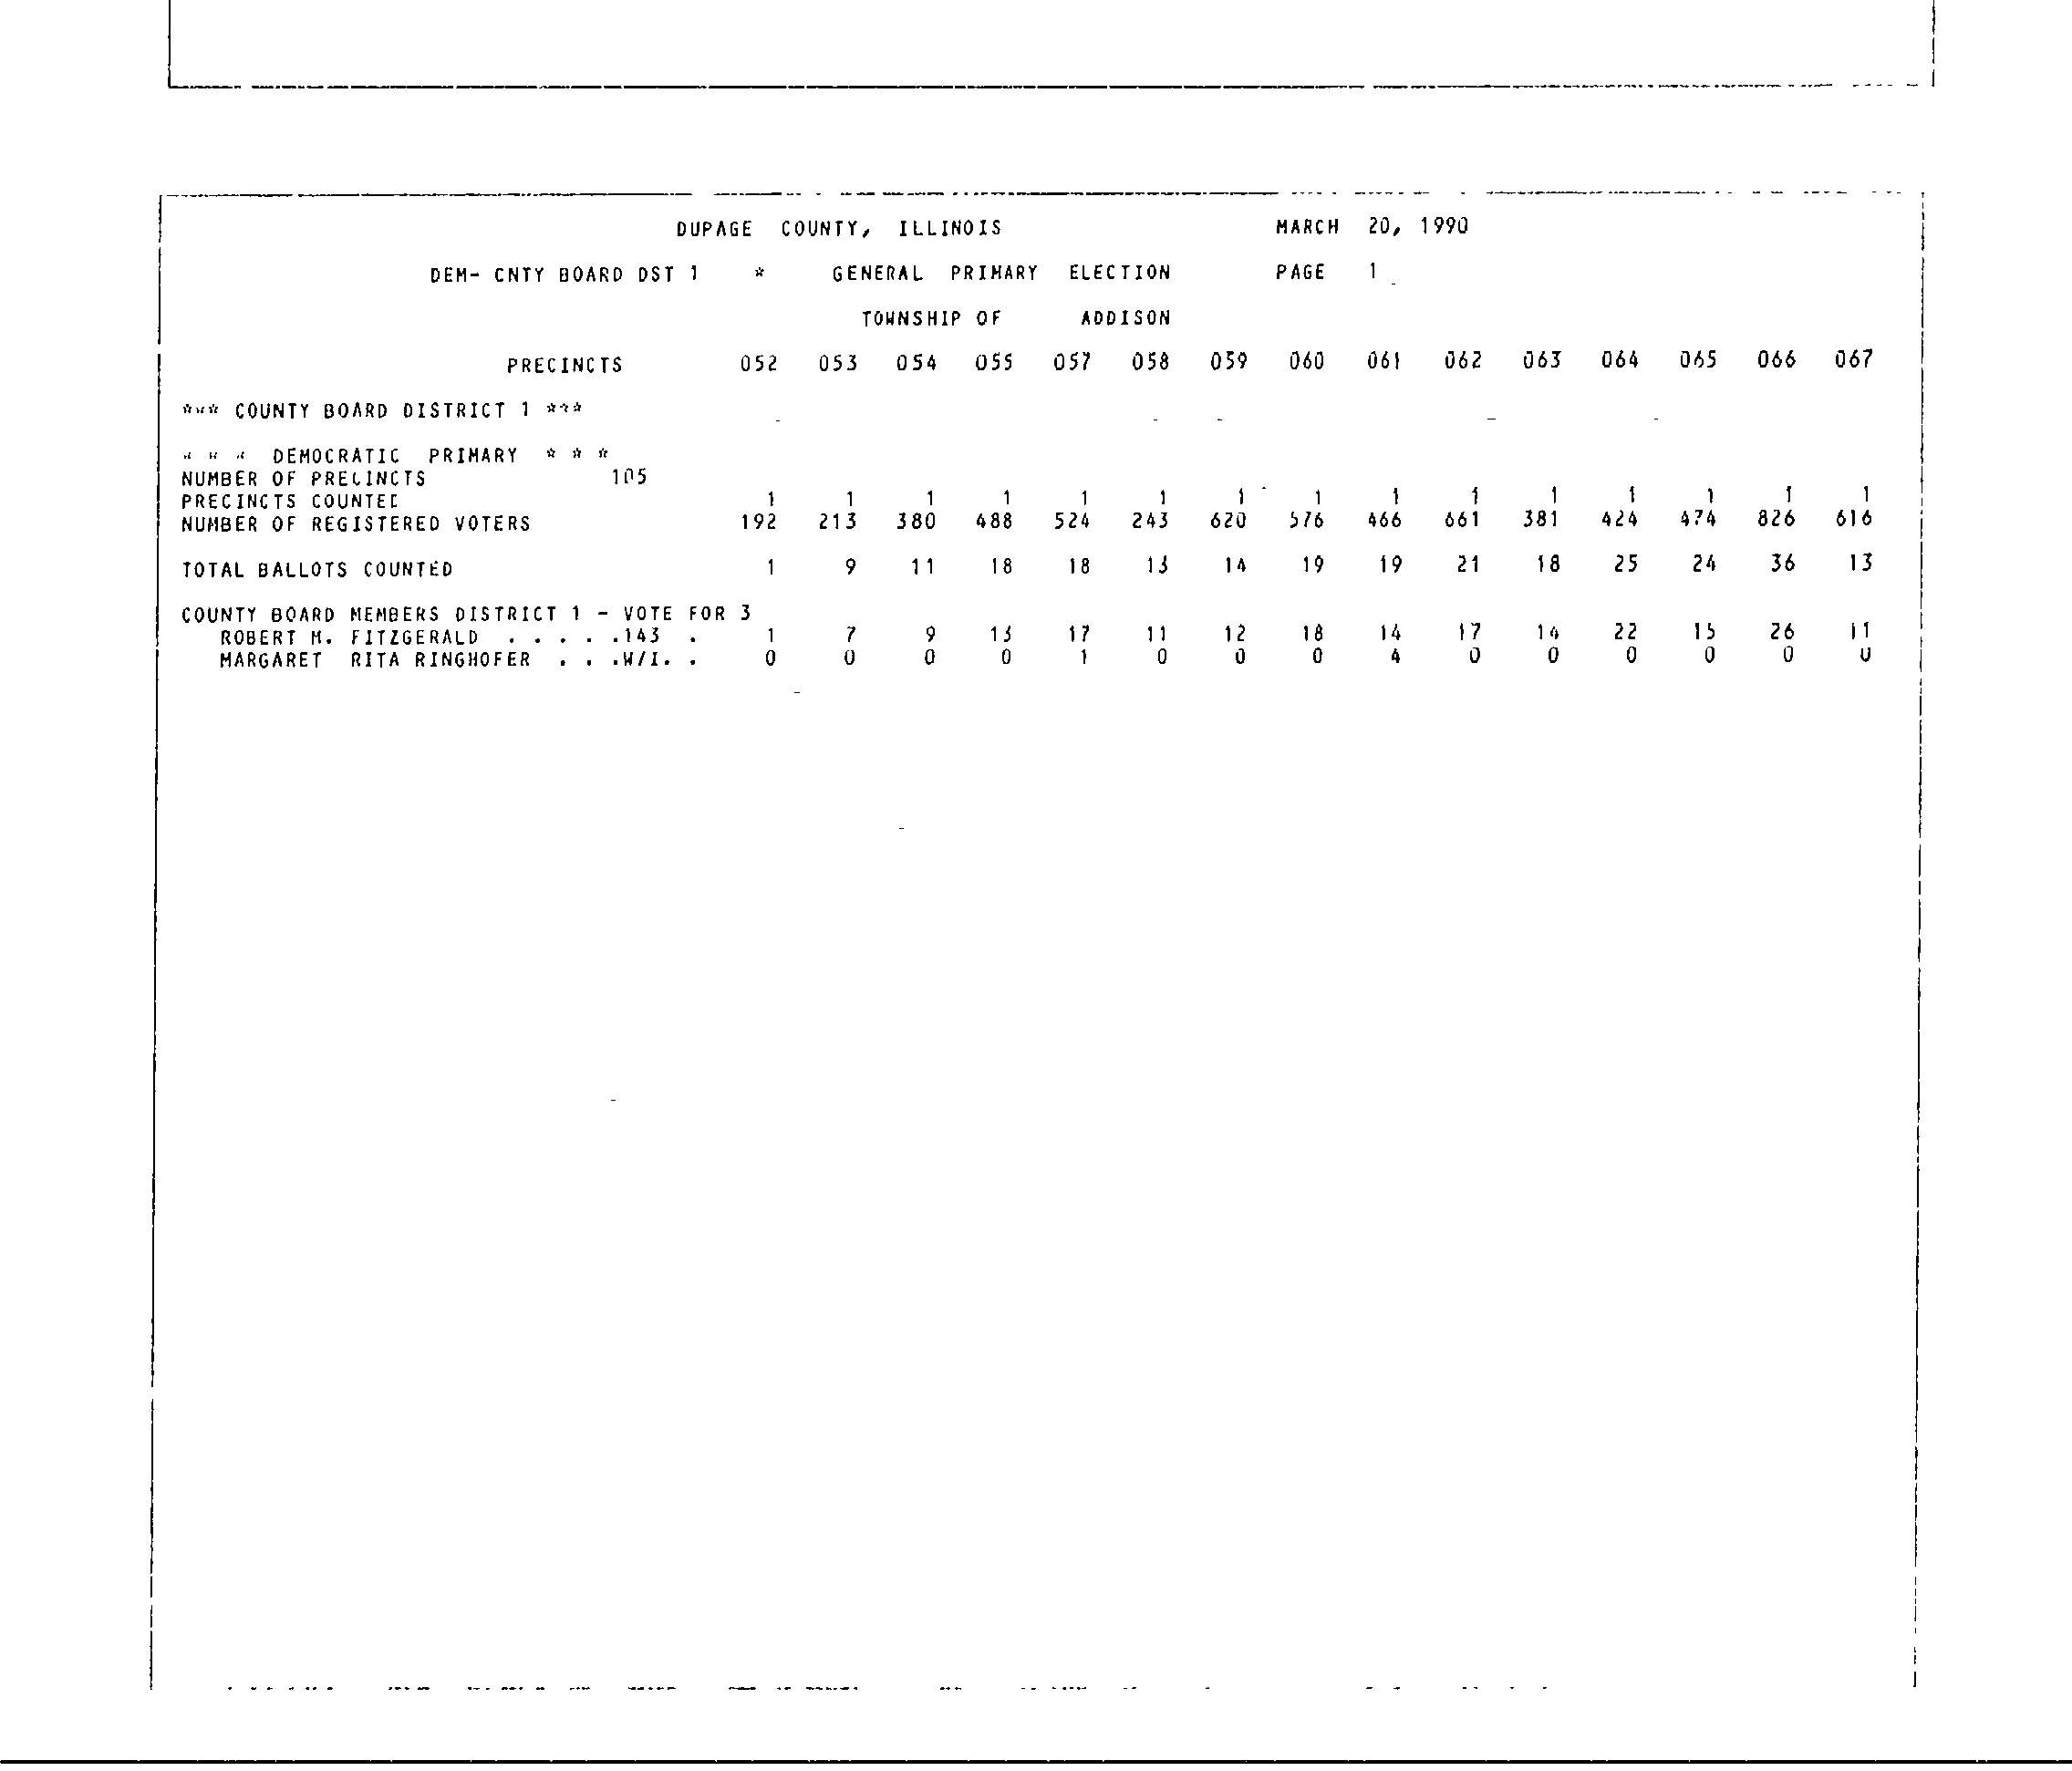 DUPAGE COUNTY, ILLINOIS MARCH 20, 1990
DEM- CNTY BOARD DST 1 * GENERAL PRIMARY ELECTION PAGE 1
TOWNSHIP OF ADDISON
PRECINCTS 052 053 054 055 057 058 059 060 061 062 063 064 065 066 067
*** COUNTY BOARD DISTRICT 1 ***
* * * DEMOCRATIC PRIMARY * * *
NUMBER OF PRECINCTS 105
PRECINCTS COUNTED 1 1 1 1 1 1 1 1 1 1 1 1 1 1 1
NUMBER OF REGISTERED VOTERS 192 213 380 488 524 243 620 576 466 661 381 424 474 826 616
TOTAL BALLOTS COUNTED 1 9 11 18 18 13 14 19 19 21 18 25 24 36 13
COUNTY BOARD MEMBERS DISTRICT 1 - VOTE FOR 3
ROBERT M. FITZGERALD . . . . .143 . 1 7 9 13 17 11 12 18 14 17 14 22 15 26 11
MARGARET RITA RINGHOFER . . .W/I. . 0 0 0 0 1 0 0 0 4 0 0 0 0 0 0